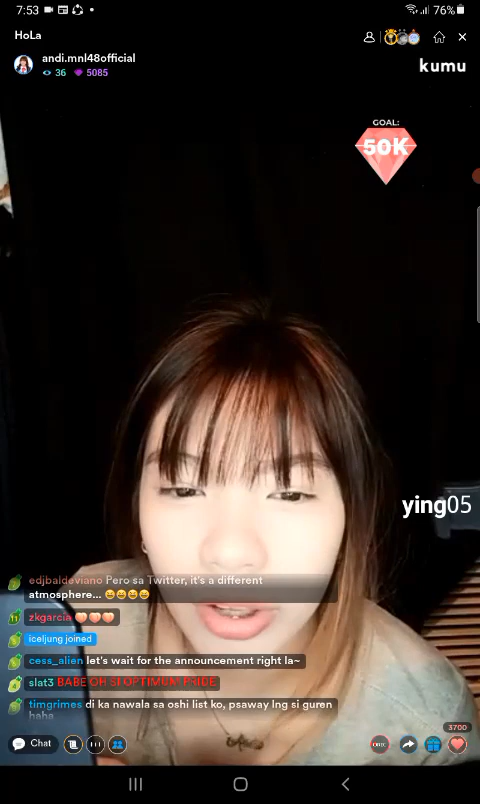 7:53
76%
HoLa
andi.mnl48official
36 5085
kumu
GOAL:
50K
ying05
edjbaldeviano Pero sa Twitter, it's a different
atmosphere...
zkgarcia
iceljung joined
cess_alien let's wait for the announcement right la~
slat3 BABE OH SI OPTIMUM PRIDE
timgrimes di ka nawala sa oshi list ko, psaway lng si guren
haha
3700
Chat